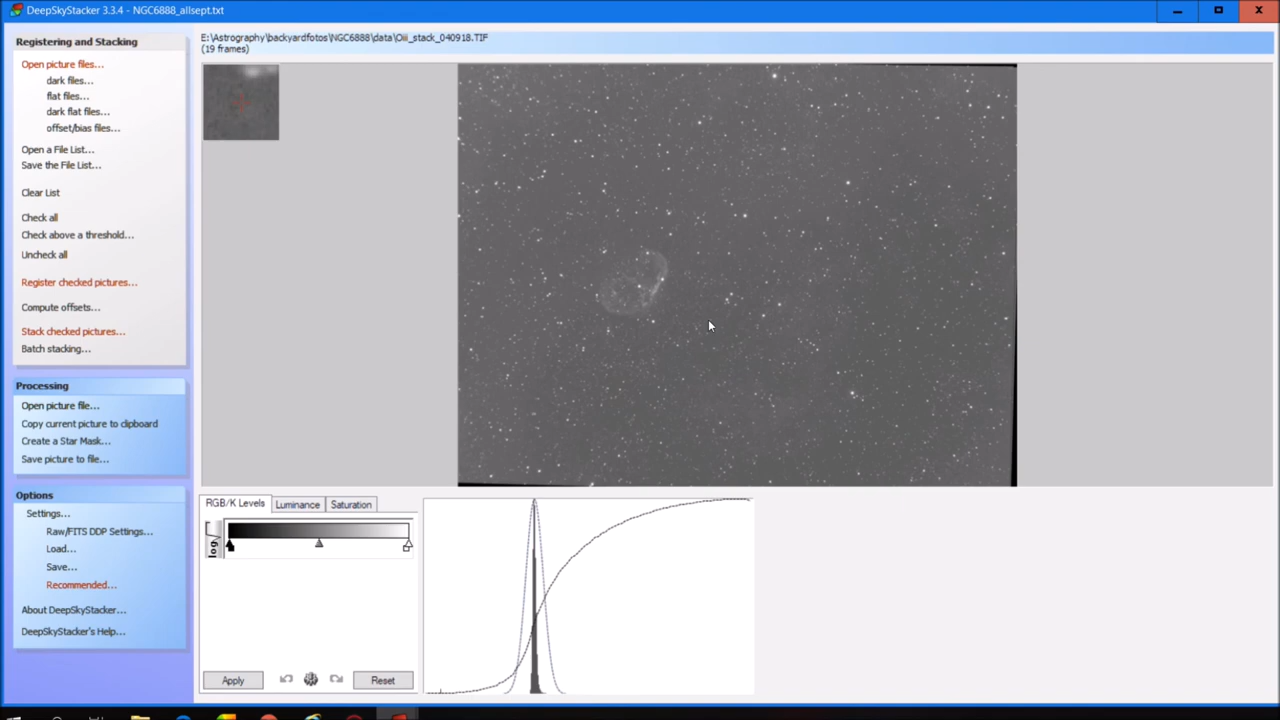 DeepSkyStacker 3.3.4 - NGC6888_allsept.txt
Registering and Stacking
Open picture files...
dark files...
flat files...
dark flat files...
offset/bias files...
Open a File List...
Save the File List...
Clear List
Check all
Check above a threshold...
Uncheck all
Register checked pictures...
Compute offsets...
Stack checked pictures...
Batch stacking...
Processing
Open picture file...
Copy current picture to clipboard
Create a Star Mask...
Save picture to file...
Options
Settings...
Raw/FITS DDP Settings...
Load...
Save...
Recommended...
About DeepSkyStacker...
DeepSkyStacker's Help...
E:\Astrography\backyardfotos\NGC6888\data\Oiii_stack_040918.TIF
(19 frames)
RGB/K Levels
Luminance
Saturation
log
Apply
Reset